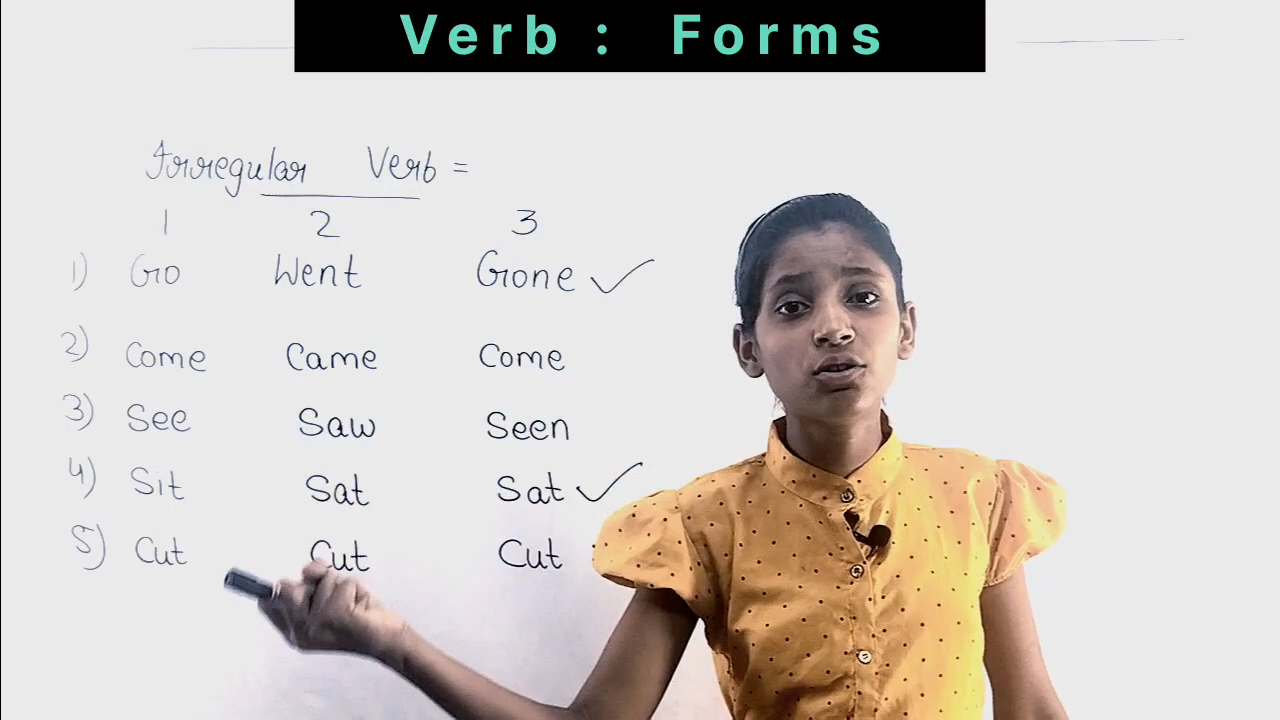 Verb : Forms
Irregular Verb =
1 2 3
1) Go Went Gone ✓
2) Come Came Come
3) See Saw Seen
4) Sit Sat Sat ✓
5) Cut Cut Cut